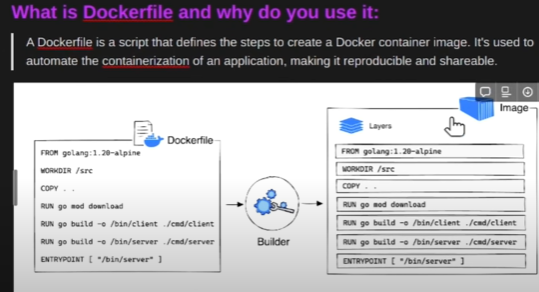 What is Dockerfile and why do you use it:
A Dockerfile is a script that defines the steps to create a Docker container image. It's used to
automate the containerization of an application, making it reproducible and shareable.
Dockerfile
FROM golang:1.20-alpine
WORKDIR /src
COPY . .
RUN go mod download
RUN go build -o /bin/client ./cmd/client
RUN go build -o /bin/server ./cmd/server
ENTRYPOINT [ "/bin/server" ]
Builder
Image
Layers
FROM golang:1.20-alpine
WORKDIR /src
COPY . .
RUN go mod download
RUN go build -o /bin/client ./cmd/client
RUN go build -o /bin/server ./cmd/server
ENTRYPOINT [ "/bin/server" ]